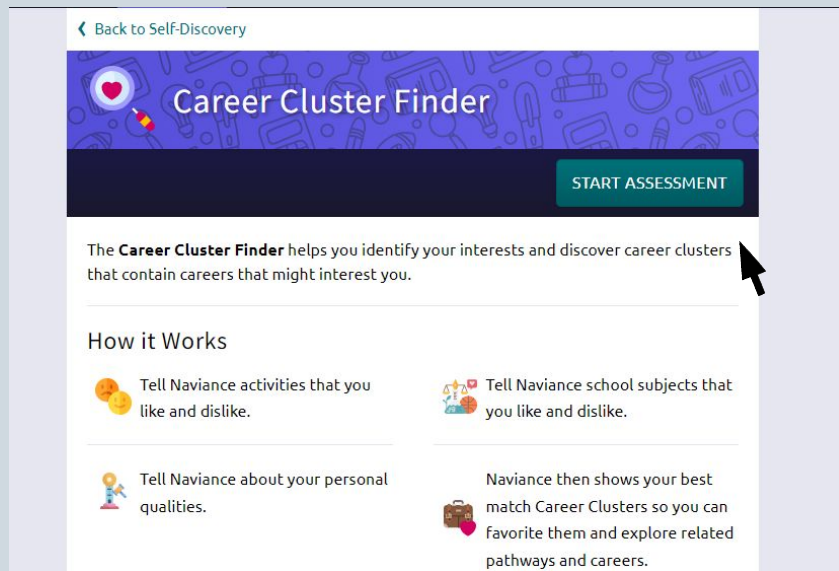 Back to Self-Discovery
Career Cluster Finder
START ASSESSMENT
The Career Cluster Finder helps you identify your interests and discover career clusters
that contain careers that might interest you.
How it Works
Tell Naviance activities that you
like and dislike.
Tell Naviance school subjects that
you like and dislike.
Tell Naviance about your personal
qualities.
Naviance then shows your best
match Career Clusters so you can
favorite them and explore related
pathways and careers.